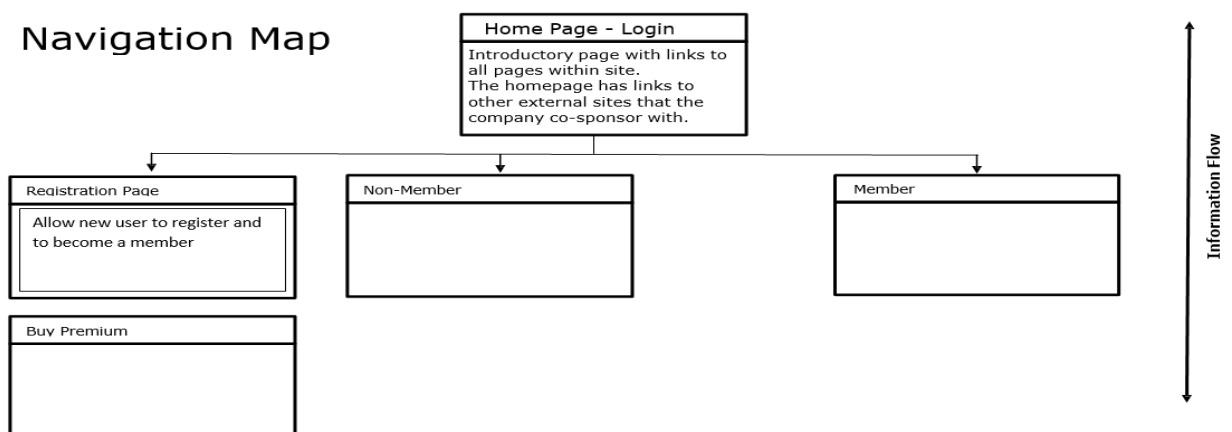 Navigation Map
Home Page - Login
Introductory page with links to
all pages within site.
The homepage has links to
other external sites that the
company co-sponsor with.
Registration Page
Allow new user to register and
to become a member
Non-Member
Member
Buy Premium
Information Flow